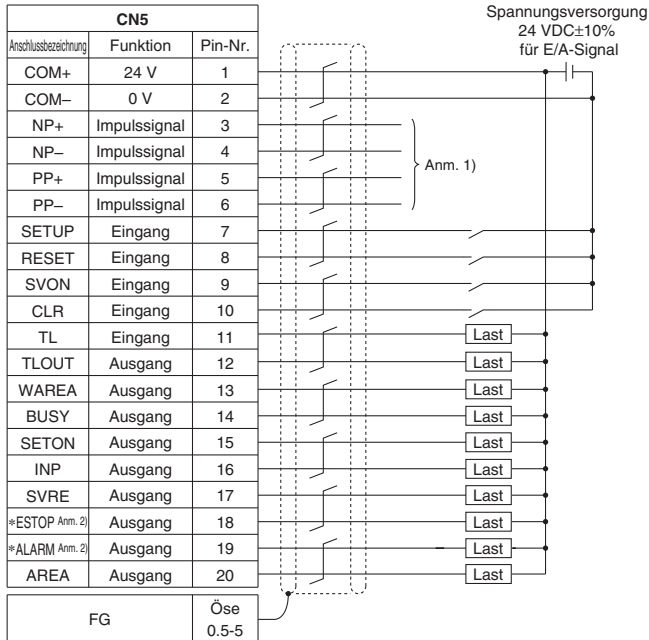 CN5
Spannungsversorgung
24 VDC±10%
für E/A-Signal
Anschlussbezeichnung Funktion Pin-Nr.
COM+ 24 V 1
COM– 0 V 2
NP+ Impulssignal 3
NP– Impulssignal 4
Anm. 1)
PP+ Impulssignal 5
PP– Impulssignal 6
SETUP Eingang 7
RESET Eingang 8
SVON Eingang 9
CLR Eingang 10
TL Eingang 11 Last
TLOUT Ausgang 12 Last
WAREA Ausgang 13 Last
BUSY Ausgang 14 Last
SETON Ausgang 15 Last
INP Ausgang 16 Last
SVRE Ausgang 17 Last
*ESTOP Anm. 2) Ausgang 18 Last
*ALARM Anm. 2) Ausgang 19 Last
AREA Ausgang 20 Last
FG Öse
0.5-5